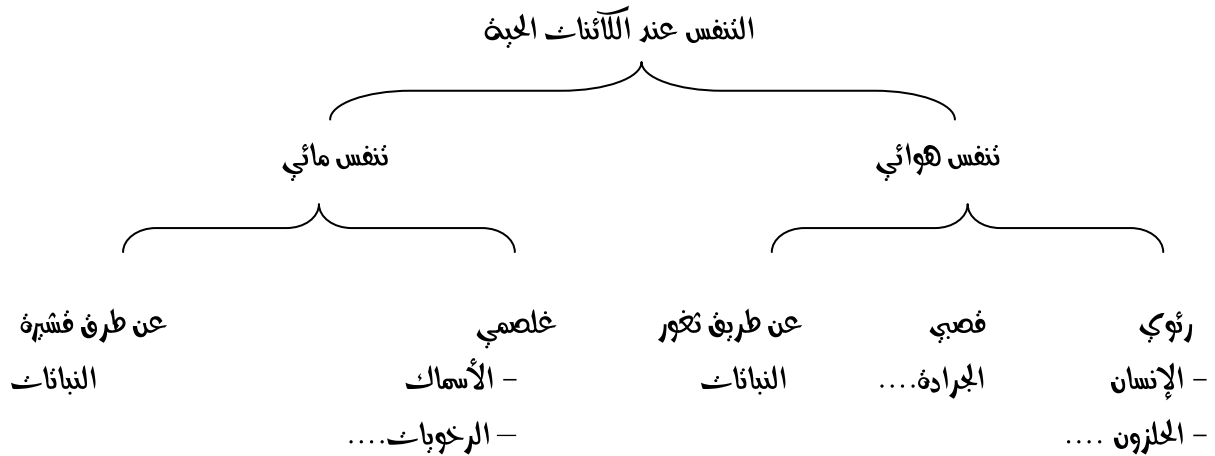 التنفس عند الكائنات الحية
تنفس هوائي
تنفس مائي
رئوي
قصبي
عن طريق ثغور
غلصمي
عن طرق قشيرة
– الإنسان
الجرادة....
النباتات
– الأسماك
النباتات
– الحلزون ....
– الرخويات....